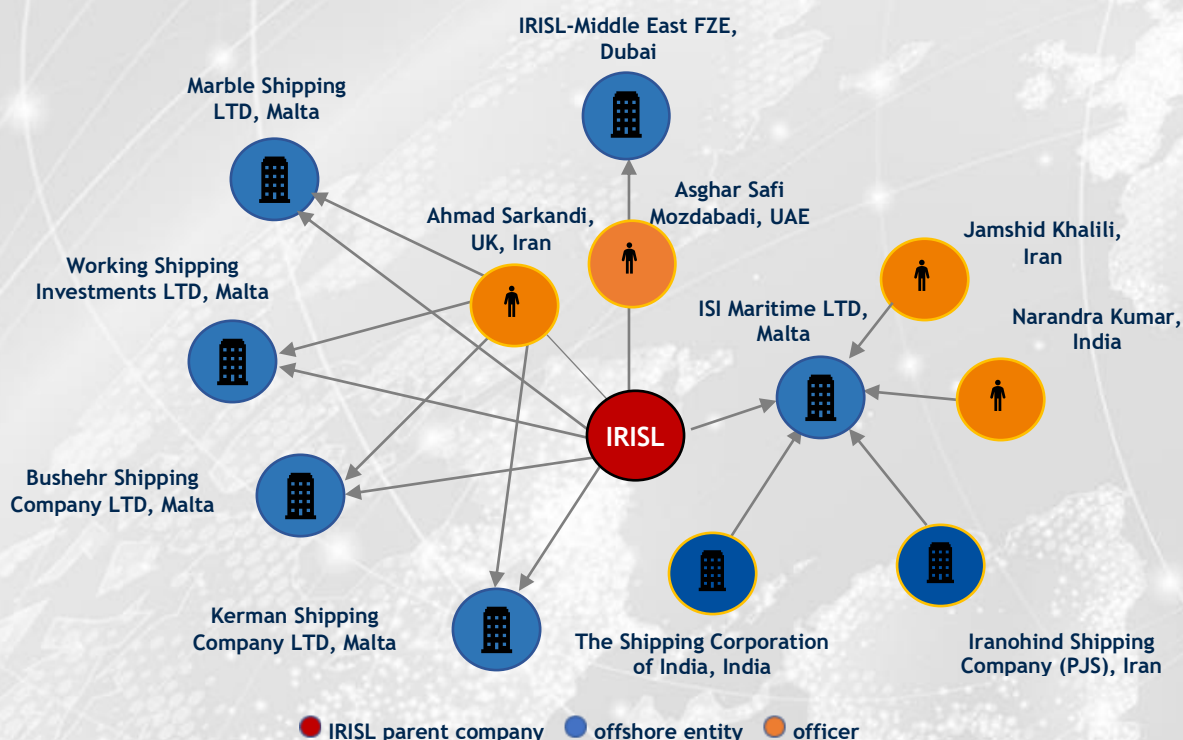 IRISL-Middle East FZE,
Dubai
Marble Shipping
LTD, Malta
Asghar Safi
Mozdabadi, UAE
Ahmad Sarkandi,
UK, Iran
Jamshid Khalili,
Iran
Working Shipping
Investments LTD, Malta
ISI Maritime LTD,
Malta
Narandra Kumar,
India
IRISL
Bushehr Shipping
Company LTD, Malta
Kerman Shipping
Company LTD, Malta
The Shipping Corporation
of India, India
Iranohind Shipping
Company (PJS), Iran
IRISL parent company
offshore entity
officer